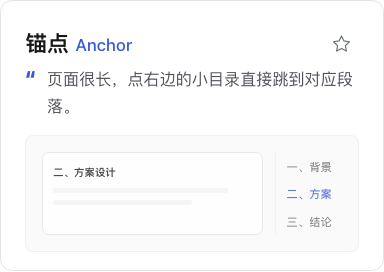 锚点 Anchor
“ 页面很长，点右边的小目录直接跳到对应段
落。
二、方案设计
一、背景
二、方案
三、结论